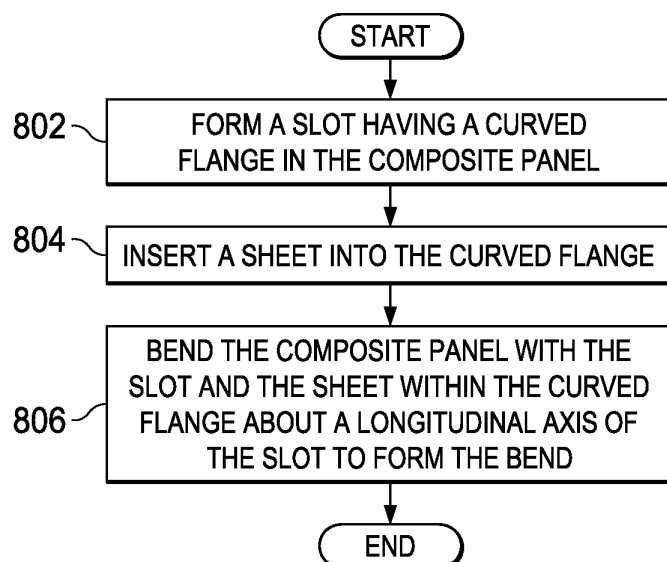 START
802
FORM A SLOT HAVING A CURVED
FLANGE IN THE COMPOSITE PANEL
804
INSERT A SHEET INTO THE CURVED FLANGE
806
BEND THE COMPOSITE PANEL WITH THE
SLOT AND THE SHEET WITHIN THE CURVED
FLANGE ABOUT A LONGITUDINAL AXIS OF
THE SLOT TO FORM THE BEND
END